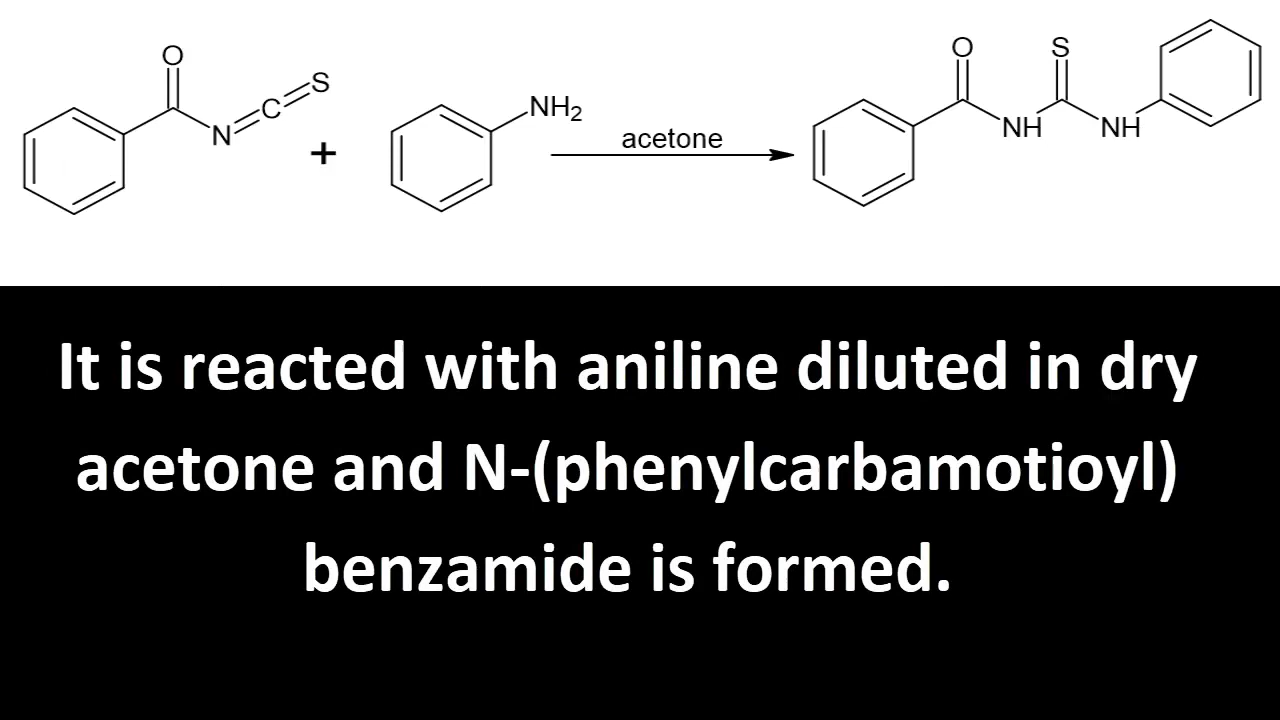 O
S
C
N
+
NH2
acetone
O
S
NH
NH
It is reacted with aniline diluted in dry
acetone and N-(phenylcarbamotioyl)
benzamide is formed.